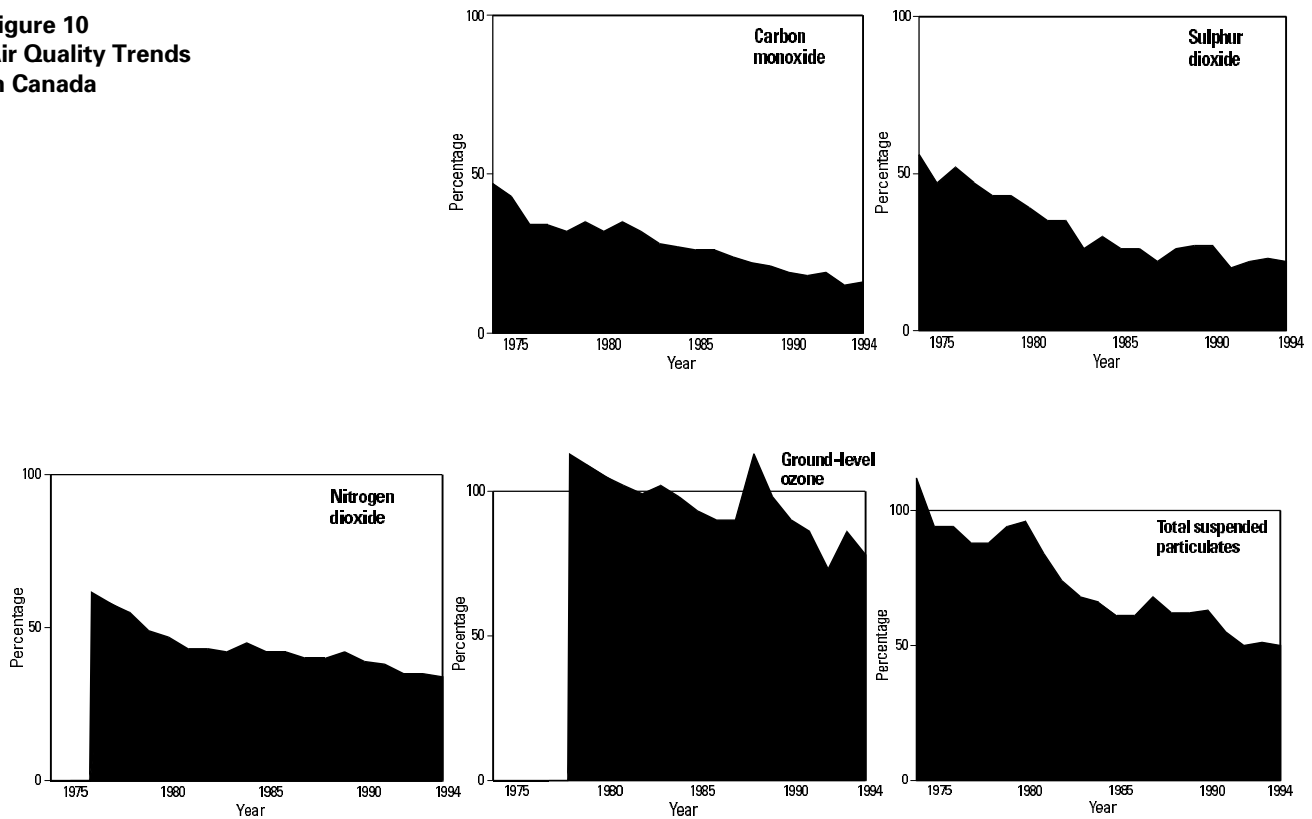 igure 10
ir Quality Trends
n Canada
100
Carbon
monoxide
50
0
Percentage
1975 1980 1985 1990 1994
Year
100
Sulphur
dioxide
50
0
Percentage
1975 1980 1985 1990 1994
Year
100
Nitrogen
dioxide
50
0
Percentage
1975 1980 1985 1990 1994
Year
Ground-level
ozone
100
50
0
Percentage
1975 1980 1985 1990 1994
Year
100
Total suspended
particulates
50
0
Percentage
1975 1980 1985 1990 1994
Year